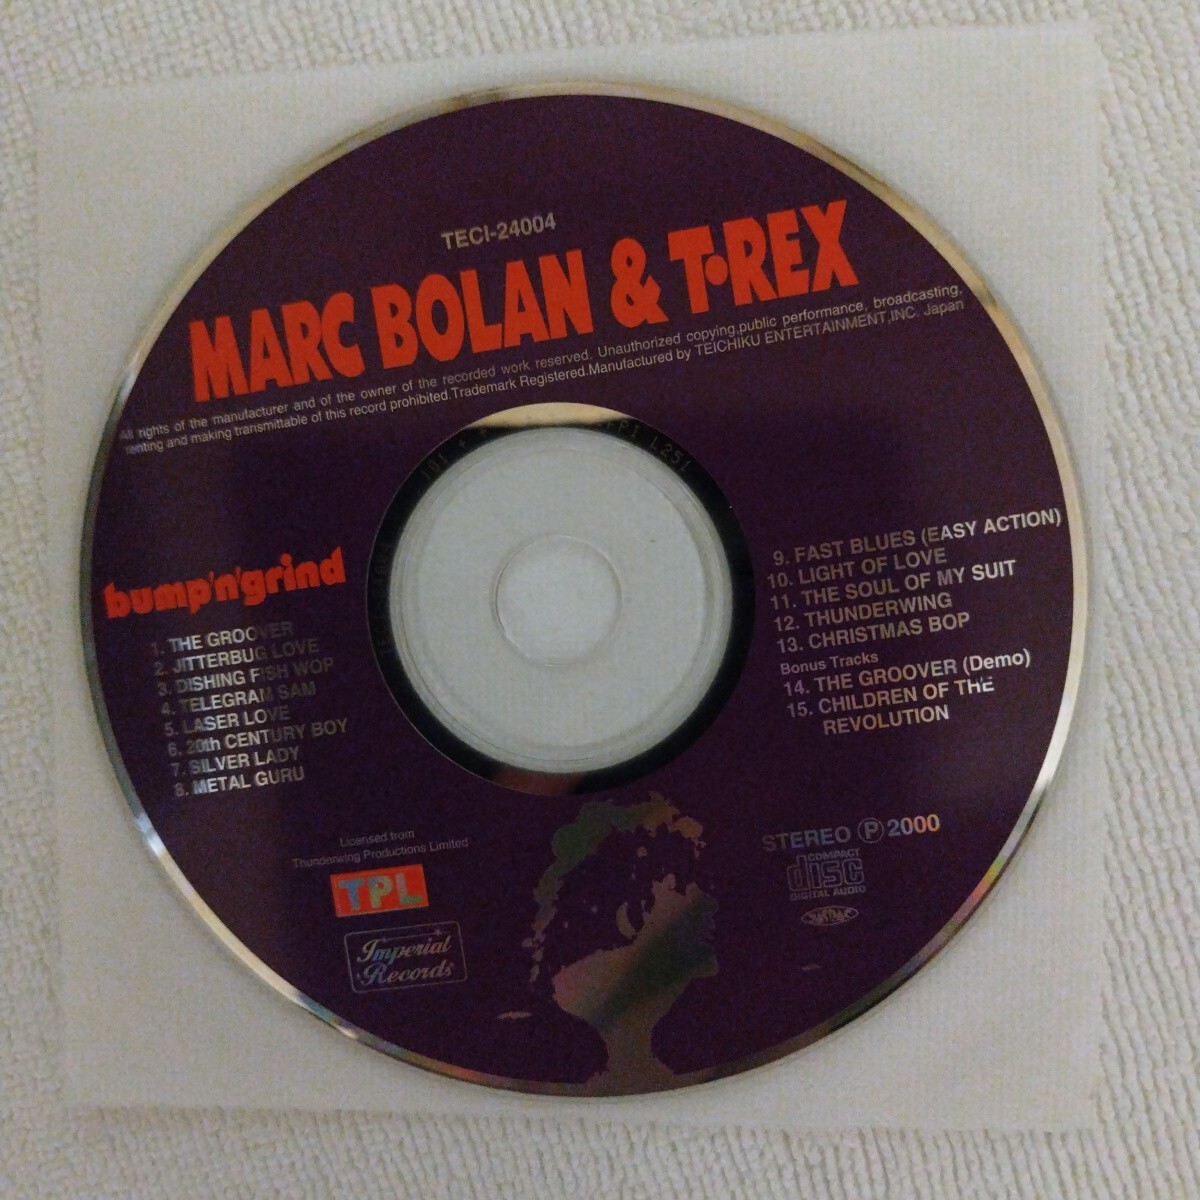 TECI-24004
MARC BOLAN & T•REX
All rights of the manufacturer and of the owner of the recorded work reserved. Unauthorized copying,public performance, broadcasting,
renting and making transmittable of this record prohibited.Trademark Registered.Manufactured by TEICHIKU ENTERTAINMENT,INC. Japan
bump'n'grind
1. THE GROOVER
2. JITTERBUG LOVE
3. DISHING FISH WOP
4. TELEGRAM SAM
5. LASER LOVE
6. 20th CENTURY BOY
7. SILVER LADY
8. METAL GURU
9. FAST BLUES (EASY ACTION)
10. LIGHT OF LOVE
11. THE SOUL OF MY SUIT
12. THUNDERWING
13. CHRISTMAS BOP
Bonus Tracks
14. THE GROOVER (Demo)
15. CHILDREN OF THE
REVOLUTION
Licensed from
Thunderwing Productions Limited
TPL
Imperial
Records
STEREO Ⓟ 2000
COMPACT
disc
DIGITAL AUDIO
L251